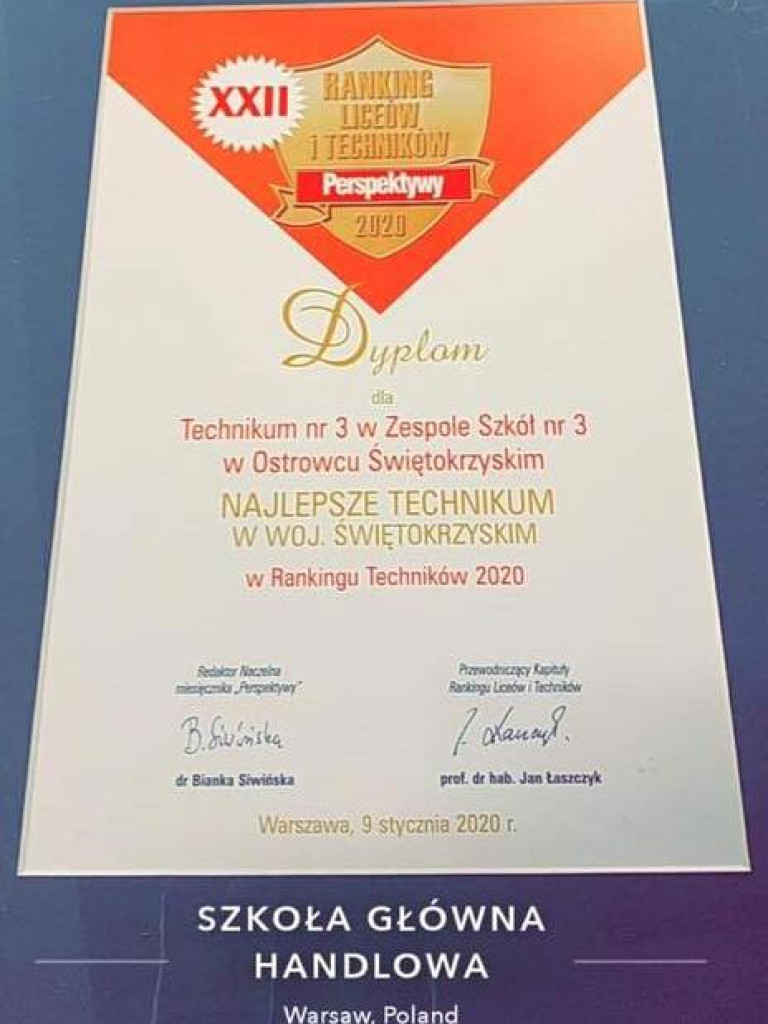 XXII
RANKING
LICEÓW
I TECHNIKÓW
Perspektywy
2020
Dyplom
dla
Technikum nr 3 w Zespole Szkół nr 3
w Ostrowcu Świętokrzyskim
NAJLEPSZE TECHNIKUM
W WOJ. ŚWIĘTOKRZYSKIM
w Rankingu Techników 2020
Redaktor Naczelna
miesięcznika „Perspektywy"
B. Siwińska
dr Bianka Siwińska
Przewodniczący Kapituły
Rankingu Liceów i Techników
prof. dr hab. Jan Łaszczyk
Warszawa, 9 stycznia 2020 r.
SZKOŁA GŁÓWNA
HANDLOWA
Warsaw, Poland